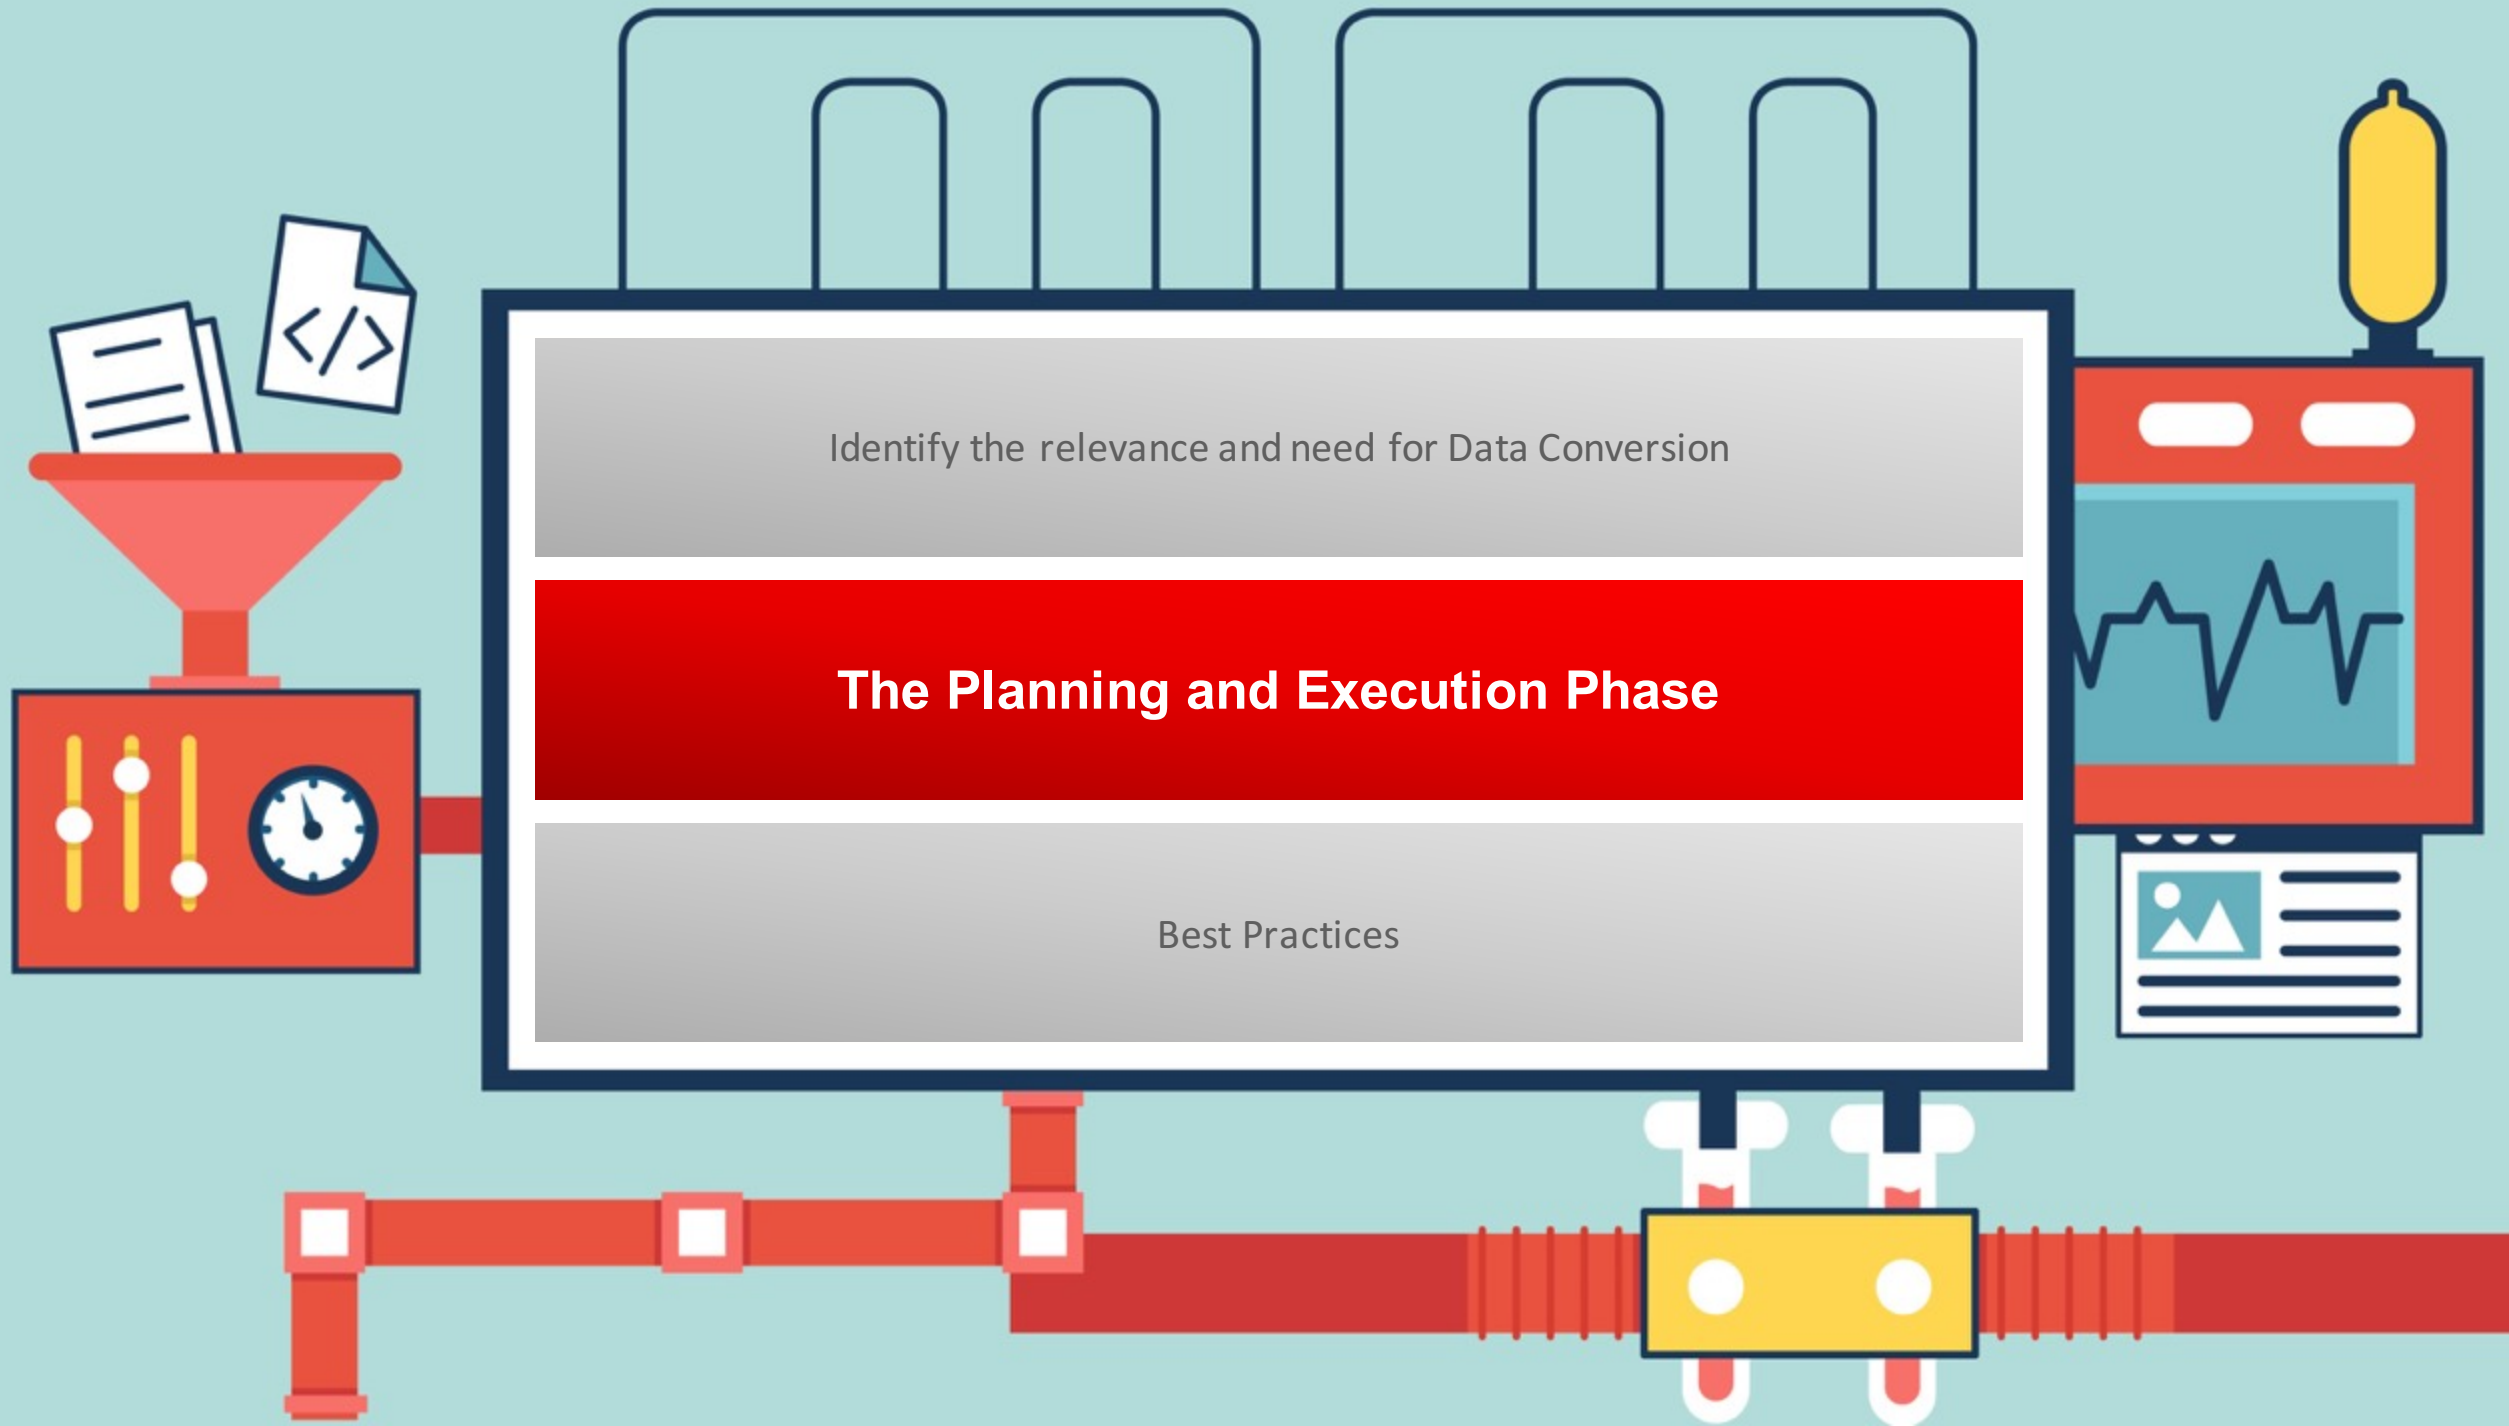 Identify the relevance and need for Data Conversion
</>
The Planning and Execution Phase
Best Practices